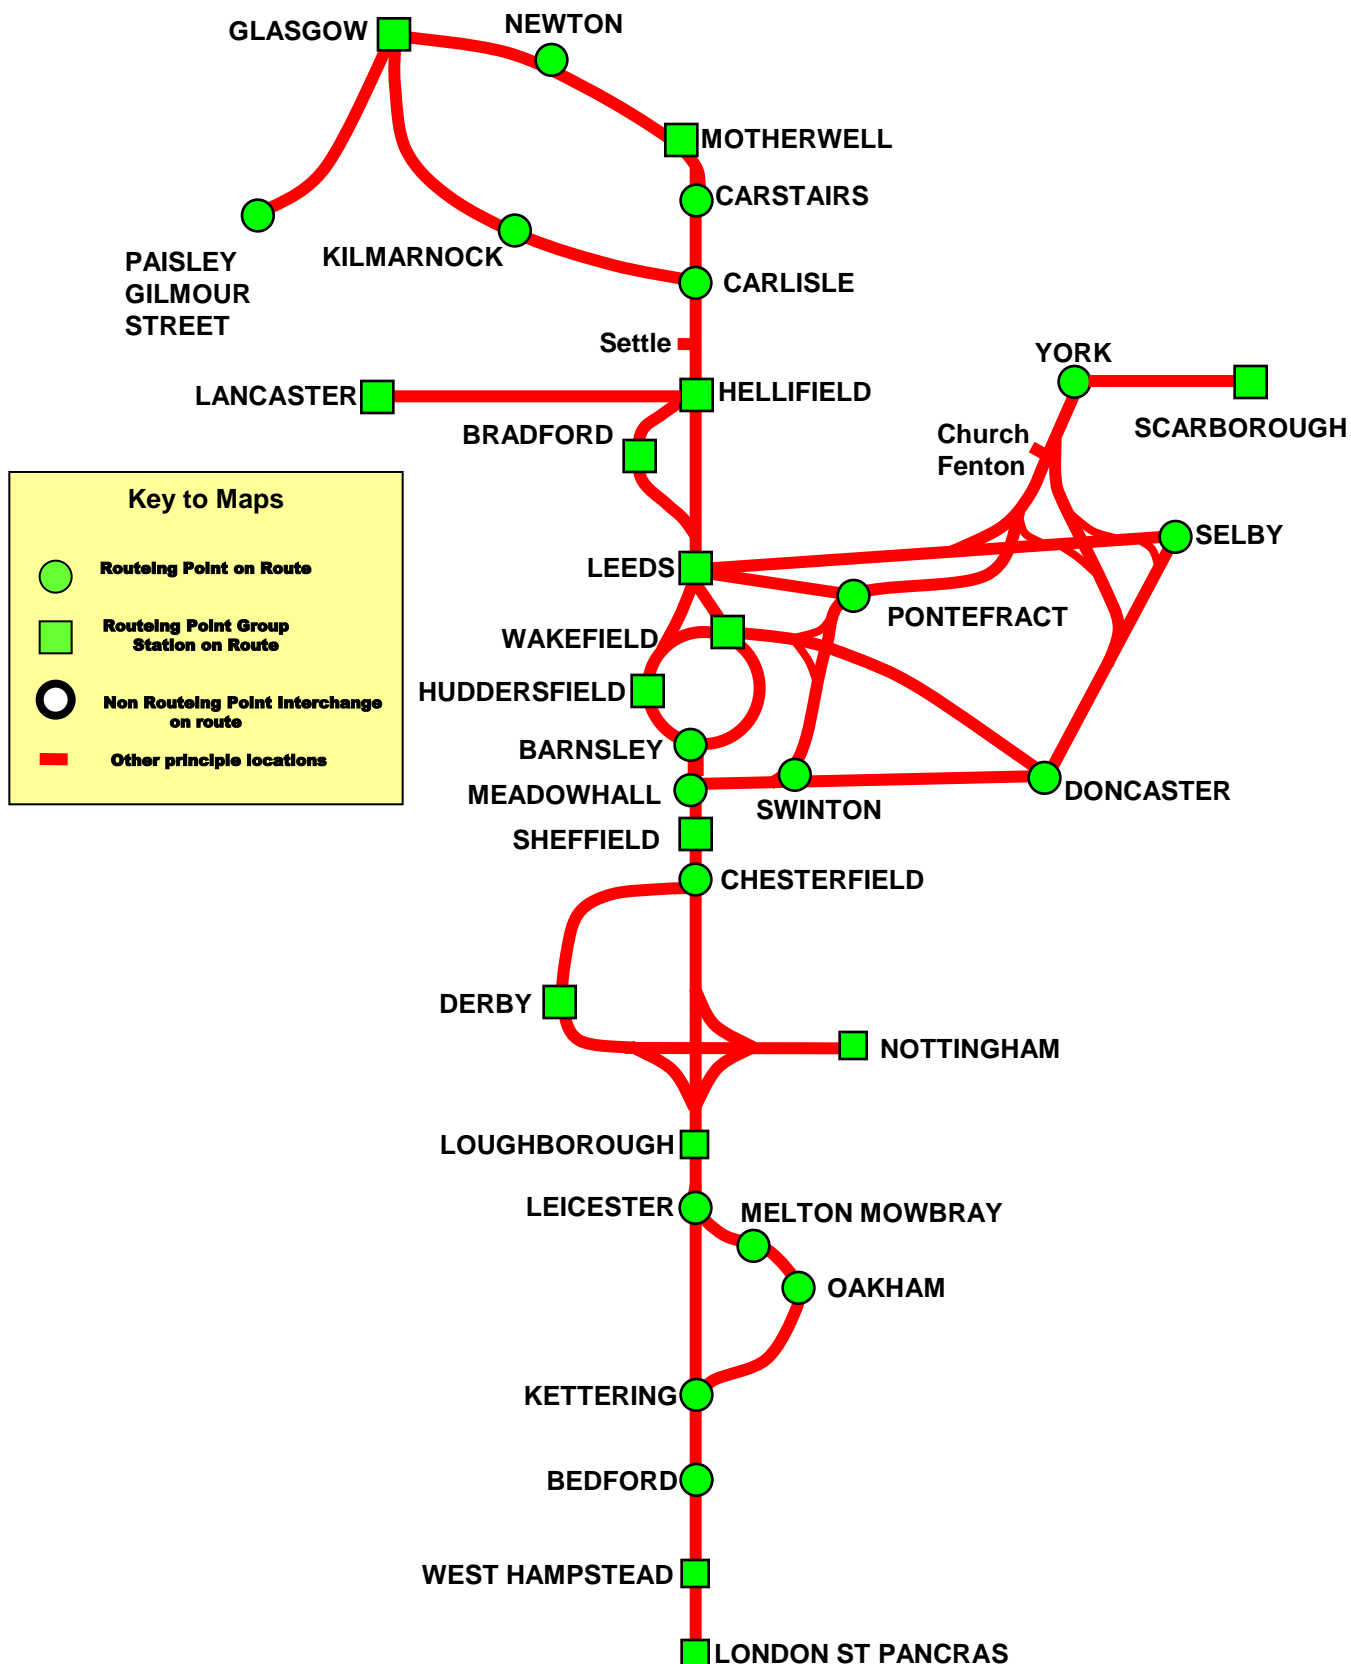 GLASGOW
NEWTON
MOTHERWELL
CARSTAIRS
PAISLEY
GILMOUR
STREET
KILMARNOCK
CARLISLE
Settle
YORK
LANCASTER
HELLIFIELD
SCARBOROUGH
BRADFORD
Church
Fenton
Key to Maps
Routeing Point on Route
Routeing Point Group
Station on Route
Non Routeing Point Interchange
on route
Other principle locations
SELBY
LEEDS
PONTEFRACT
WAKEFIELD
HUDDERSFIELD
BARNSLEY
MEADOWHALL
SWINTON
DONCASTER
SHEFFIELD
CHESTERFIELD
DERBY
NOTTINGHAM
LOUGHBOROUGH
LEICESTER
MELTON MOWBRAY
OAKHAM
KETTERING
BEDFORD
WEST HAMPSTEAD
LONDON ST PANCRAS